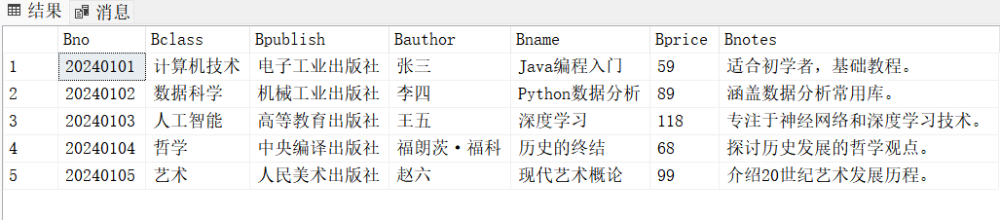 结果 消息
Bno Bclass Bpublish Bauthor Bname Bprice Bnotes
1 20240101 计算机技术 电子工业出版社 张三 Java编程入门 59 适合初学者，基础教程。
2 20240102 数据科学 机械工业出版社 李四 Python数据分析 89 涵盖数据分析常用库。
3 20240103 人工智能 高等教育出版社 王五 深度学习 118 专注于神经网络和深度学习技术。
4 20240104 哲学 中央编译出版社 福朗茨·福科 历史的终结 68 探讨历史发展的哲学观点。
5 20240105 艺术 人民美术出版社 赵六 现代艺术概论 99 介绍20世纪艺术发展历程。